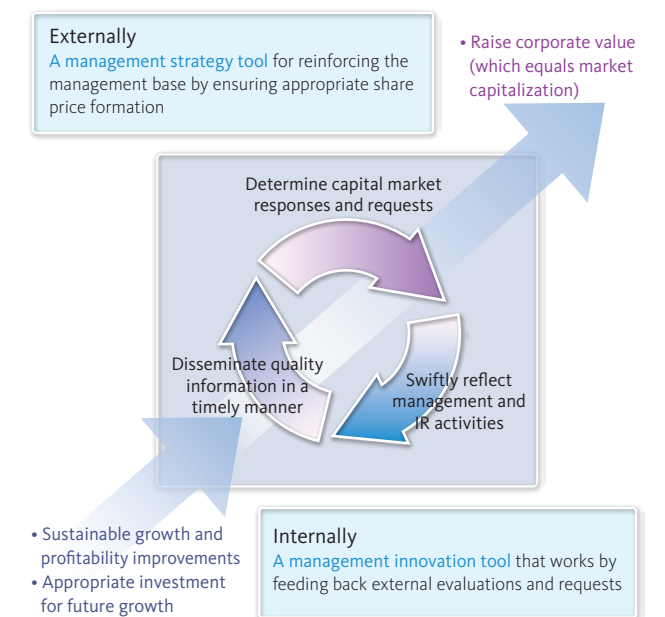 Externally
A management strategy tool for reinforcing the
management base by ensuring appropriate share
price formation
• Raise corporate value
(which equals market
capitalization)
Determine capital market
responses and requests
Disseminate quality
information in a
timely manner
Swiftly reflect
management and
IR activities
• Sustainable growth and
profitability improvements
• Appropriate investment
for future growth
Internally
A management innovation tool that works by
feeding back external evaluations and requests